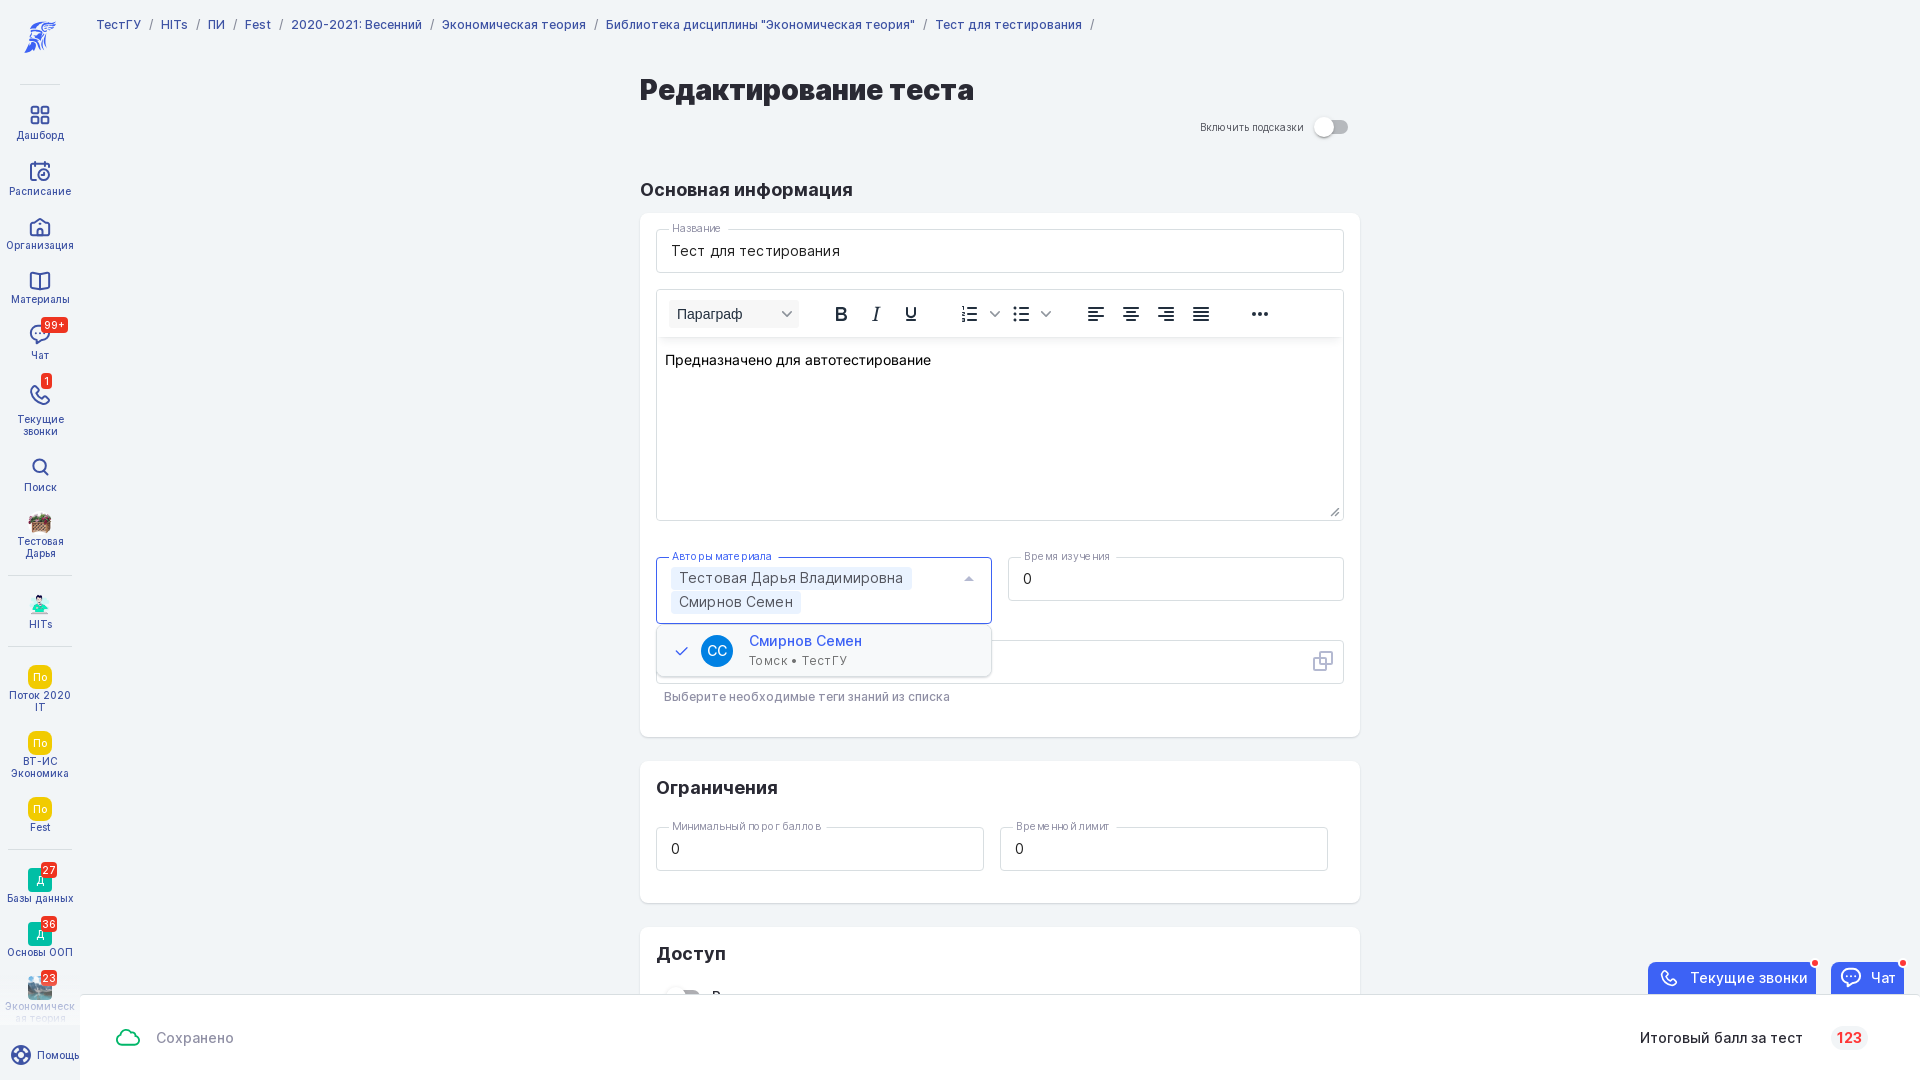 ТестГУ / HITs / ПИ / Fest / 2020-2021: Весенний / Экономическая теория / Библиотека дисциплины "Экономическая теория" / Тест для тестирования /
Дашборд
Расписание
Организация
Материалы
99+
Чат
1
Текущие
звонки
Поиск
Тестовая
Дарья
HITs
По
Поток 2020
IT
По
ВТ-ИС
Экономика
По
Fest
27
Д
Базы данных
36
Д
Основы ООП
23
Экономическ
ая теория
Помощь
Редактирование теста
Включить подсказки
Основная информация
Название
Тест для тестирования
Параграф
Предназначено для автотестирование
Авторы материала
Тестовая Дарья Владимировна
Смирнов Семен
Время изучения
0
СС
Смирнов Семен
Томск • ТестГУ
Выберите необходимые теги знаний из списка
Ограничения
Минимальный порог баллов
0
Временной лимит
0
Доступ
Текущие звонки
Чат
Сохранено
Итоговый балл за тест
123